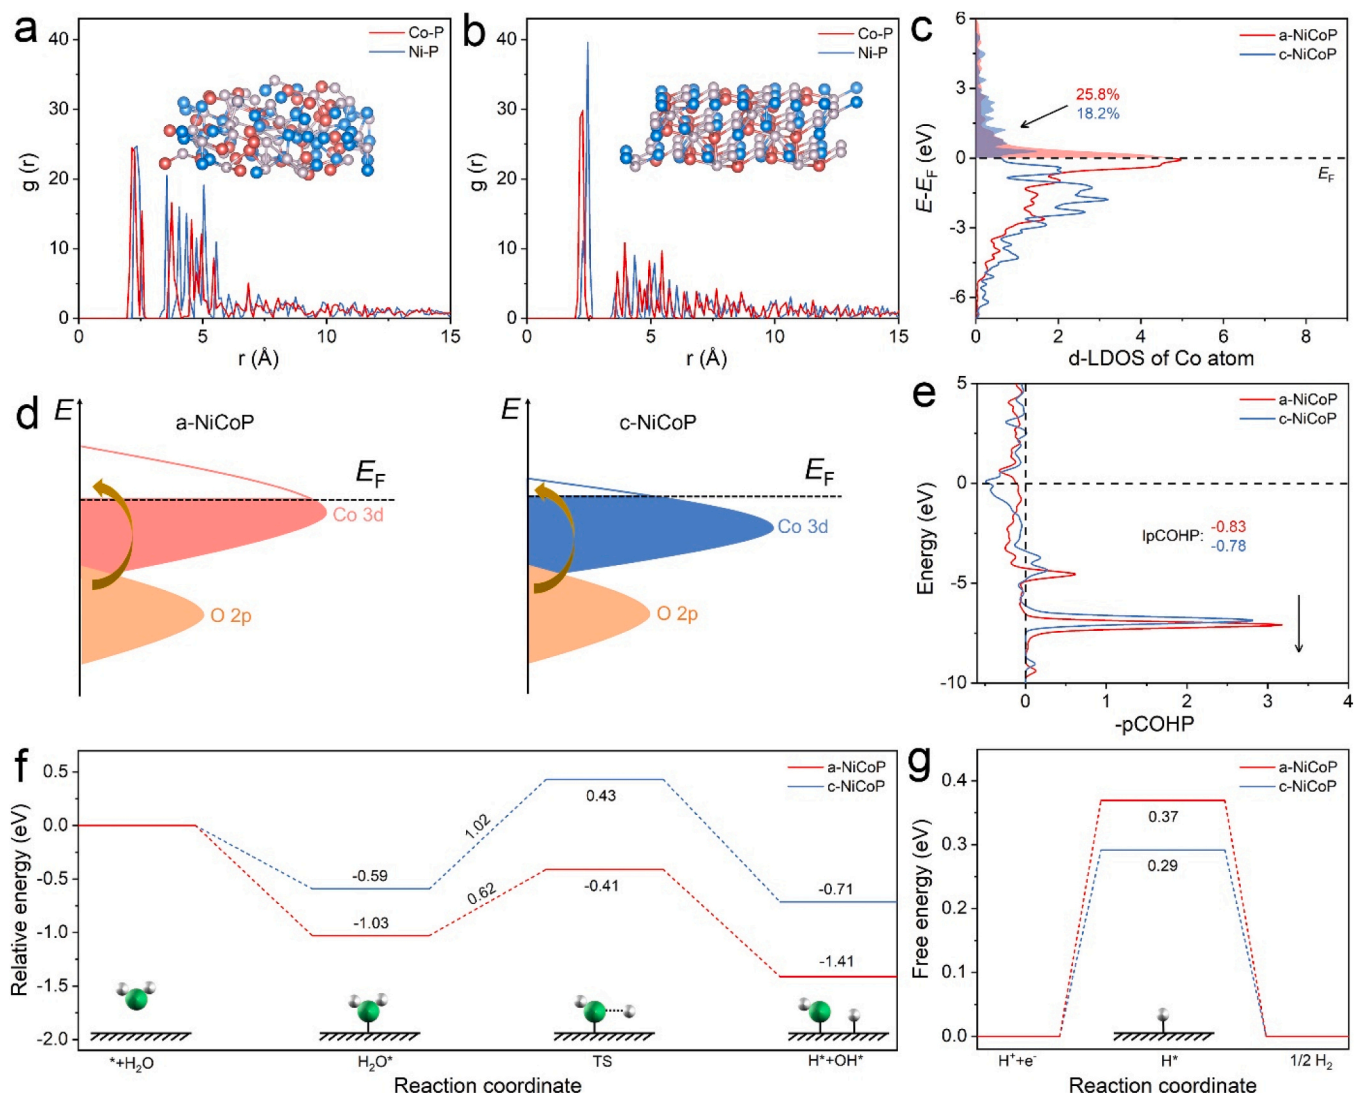 a
g (r)
40
30
20
10
0
0
5
10
15
r (Å)
Co-P
Ni-P
b
g (r)
40
30
20
10
0
0
5
10
15
r (Å)
Co-P
Ni-P
c
E-E_F (eV)
6
3
0
-3
-6
0
2
4
6
8
d-LDOS of Co atom
a-NiCoP
c-NiCoP
25.8%
18.2%
E_F
d
E
a-NiCoP
E_F
Co 3d
O 2p
E
c-NiCoP
E_F
Co 3d
O 2p
e
Energy (eV)
5
0
-5
-10
0
1
2
3
4
-pCOHP
a-NiCoP
c-NiCoP
IpCOHP:
-0.83
-0.78
f
Relative energy (eV)
0.5
0.0
-0.5
-1.0
-1.5
-2.0
a-NiCoP
c-NiCoP
-0.59
1.02
0.43
-0.71
-1.03
0.62
-0.41
-1.41
*+H₂O
H₂O*
TS
H*+OH*
Reaction coordinate
g
Free energy (eV)
0.4
0.3
0.2
0.1
0.0
a-NiCoP
c-NiCoP
0.37
0.29
H⁺+e⁻
H*
1/2 H₂
Reaction coordinate